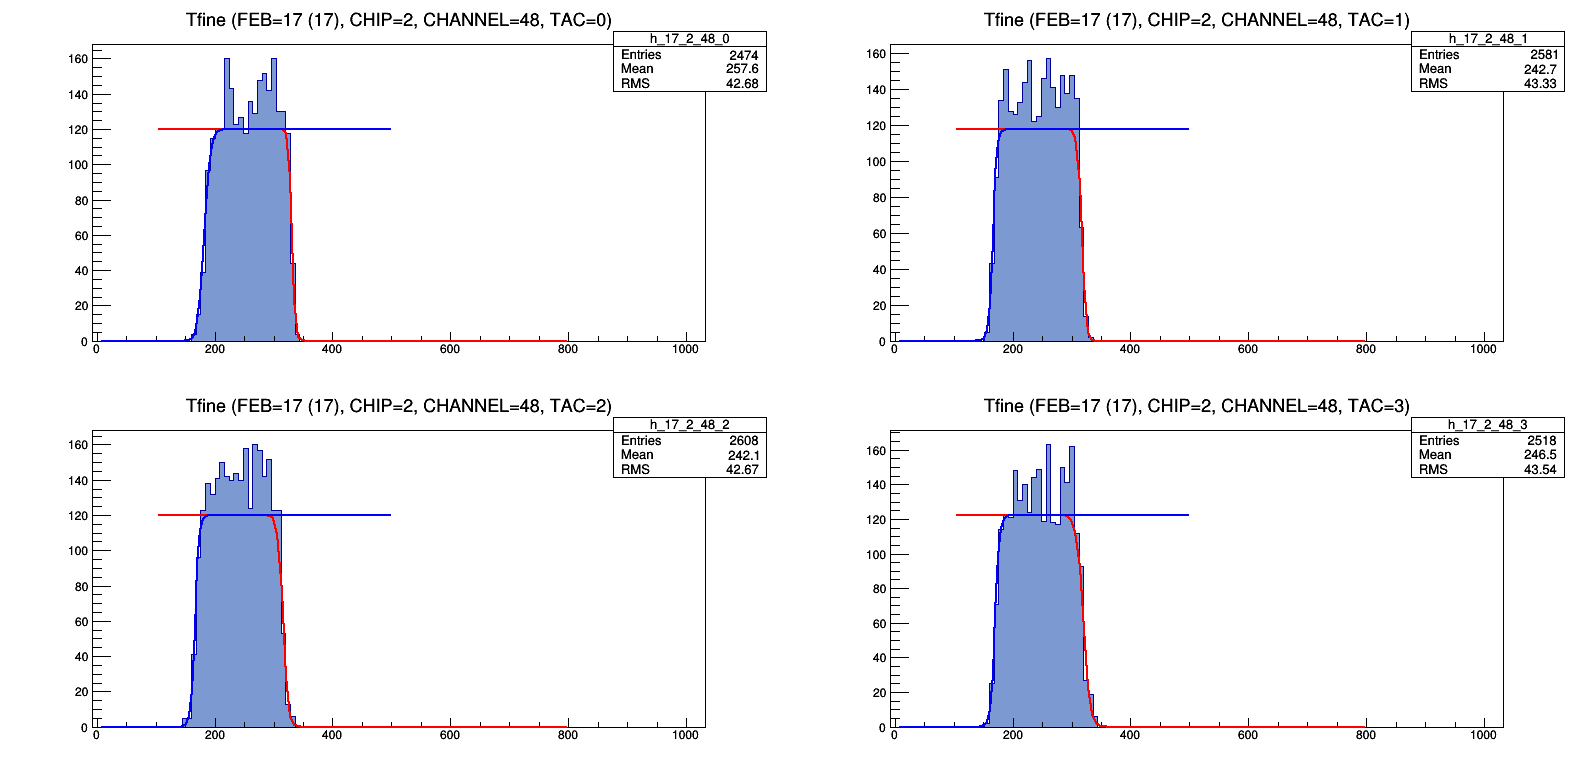 Tfine (FEB=17 (17), CHIP=2, CHANNEL=48, TAC=0)
h_17_2_48_0
Entries 2474
Mean 257.6
RMS 42.68
160
140
120
100
80
60
40
20
0
0 200 400 600 800 1000
Tfine (FEB=17 (17), CHIP=2, CHANNEL=48, TAC=1)
h_17_2_48_1
Entries 2581
Mean 242.7
RMS 43.33
160
140
120
100
80
60
40
20
0
0 200 400 600 800 1000
Tfine (FEB=17 (17), CHIP=2, CHANNEL=48, TAC=2)
h_17_2_48_2
Entries 2608
Mean 242.1
RMS 42.67
160
140
120
100
80
60
40
20
0
0 200 400 600 800 1000
Tfine (FEB=17 (17), CHIP=2, CHANNEL=48, TAC=3)
h_17_2_48_3
Entries 2518
Mean 246.5
RMS 43.54
160
140
120
100
80
60
40
20
0
0 200 400 600 800 1000